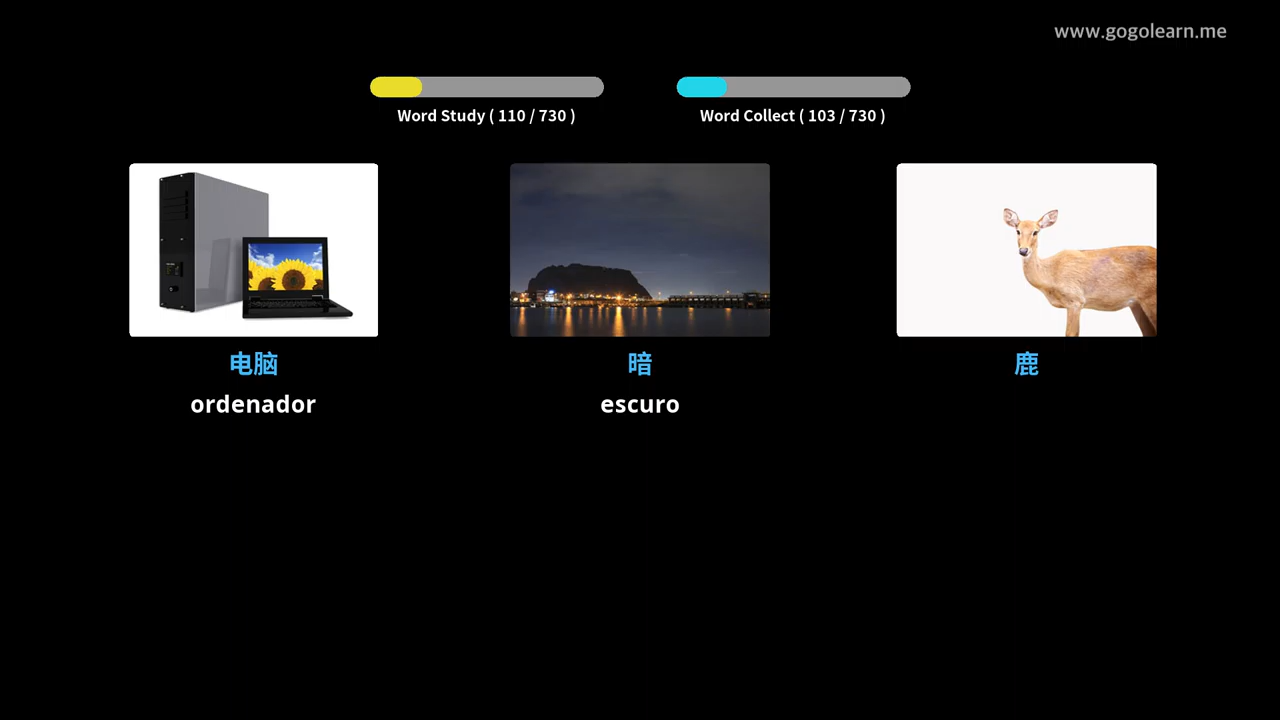 www.gogolearn.me
Word Study ( 110 / 730 )
Word Collect ( 103 / 730 )
电脑
暗
鹿
ordenador
escuro